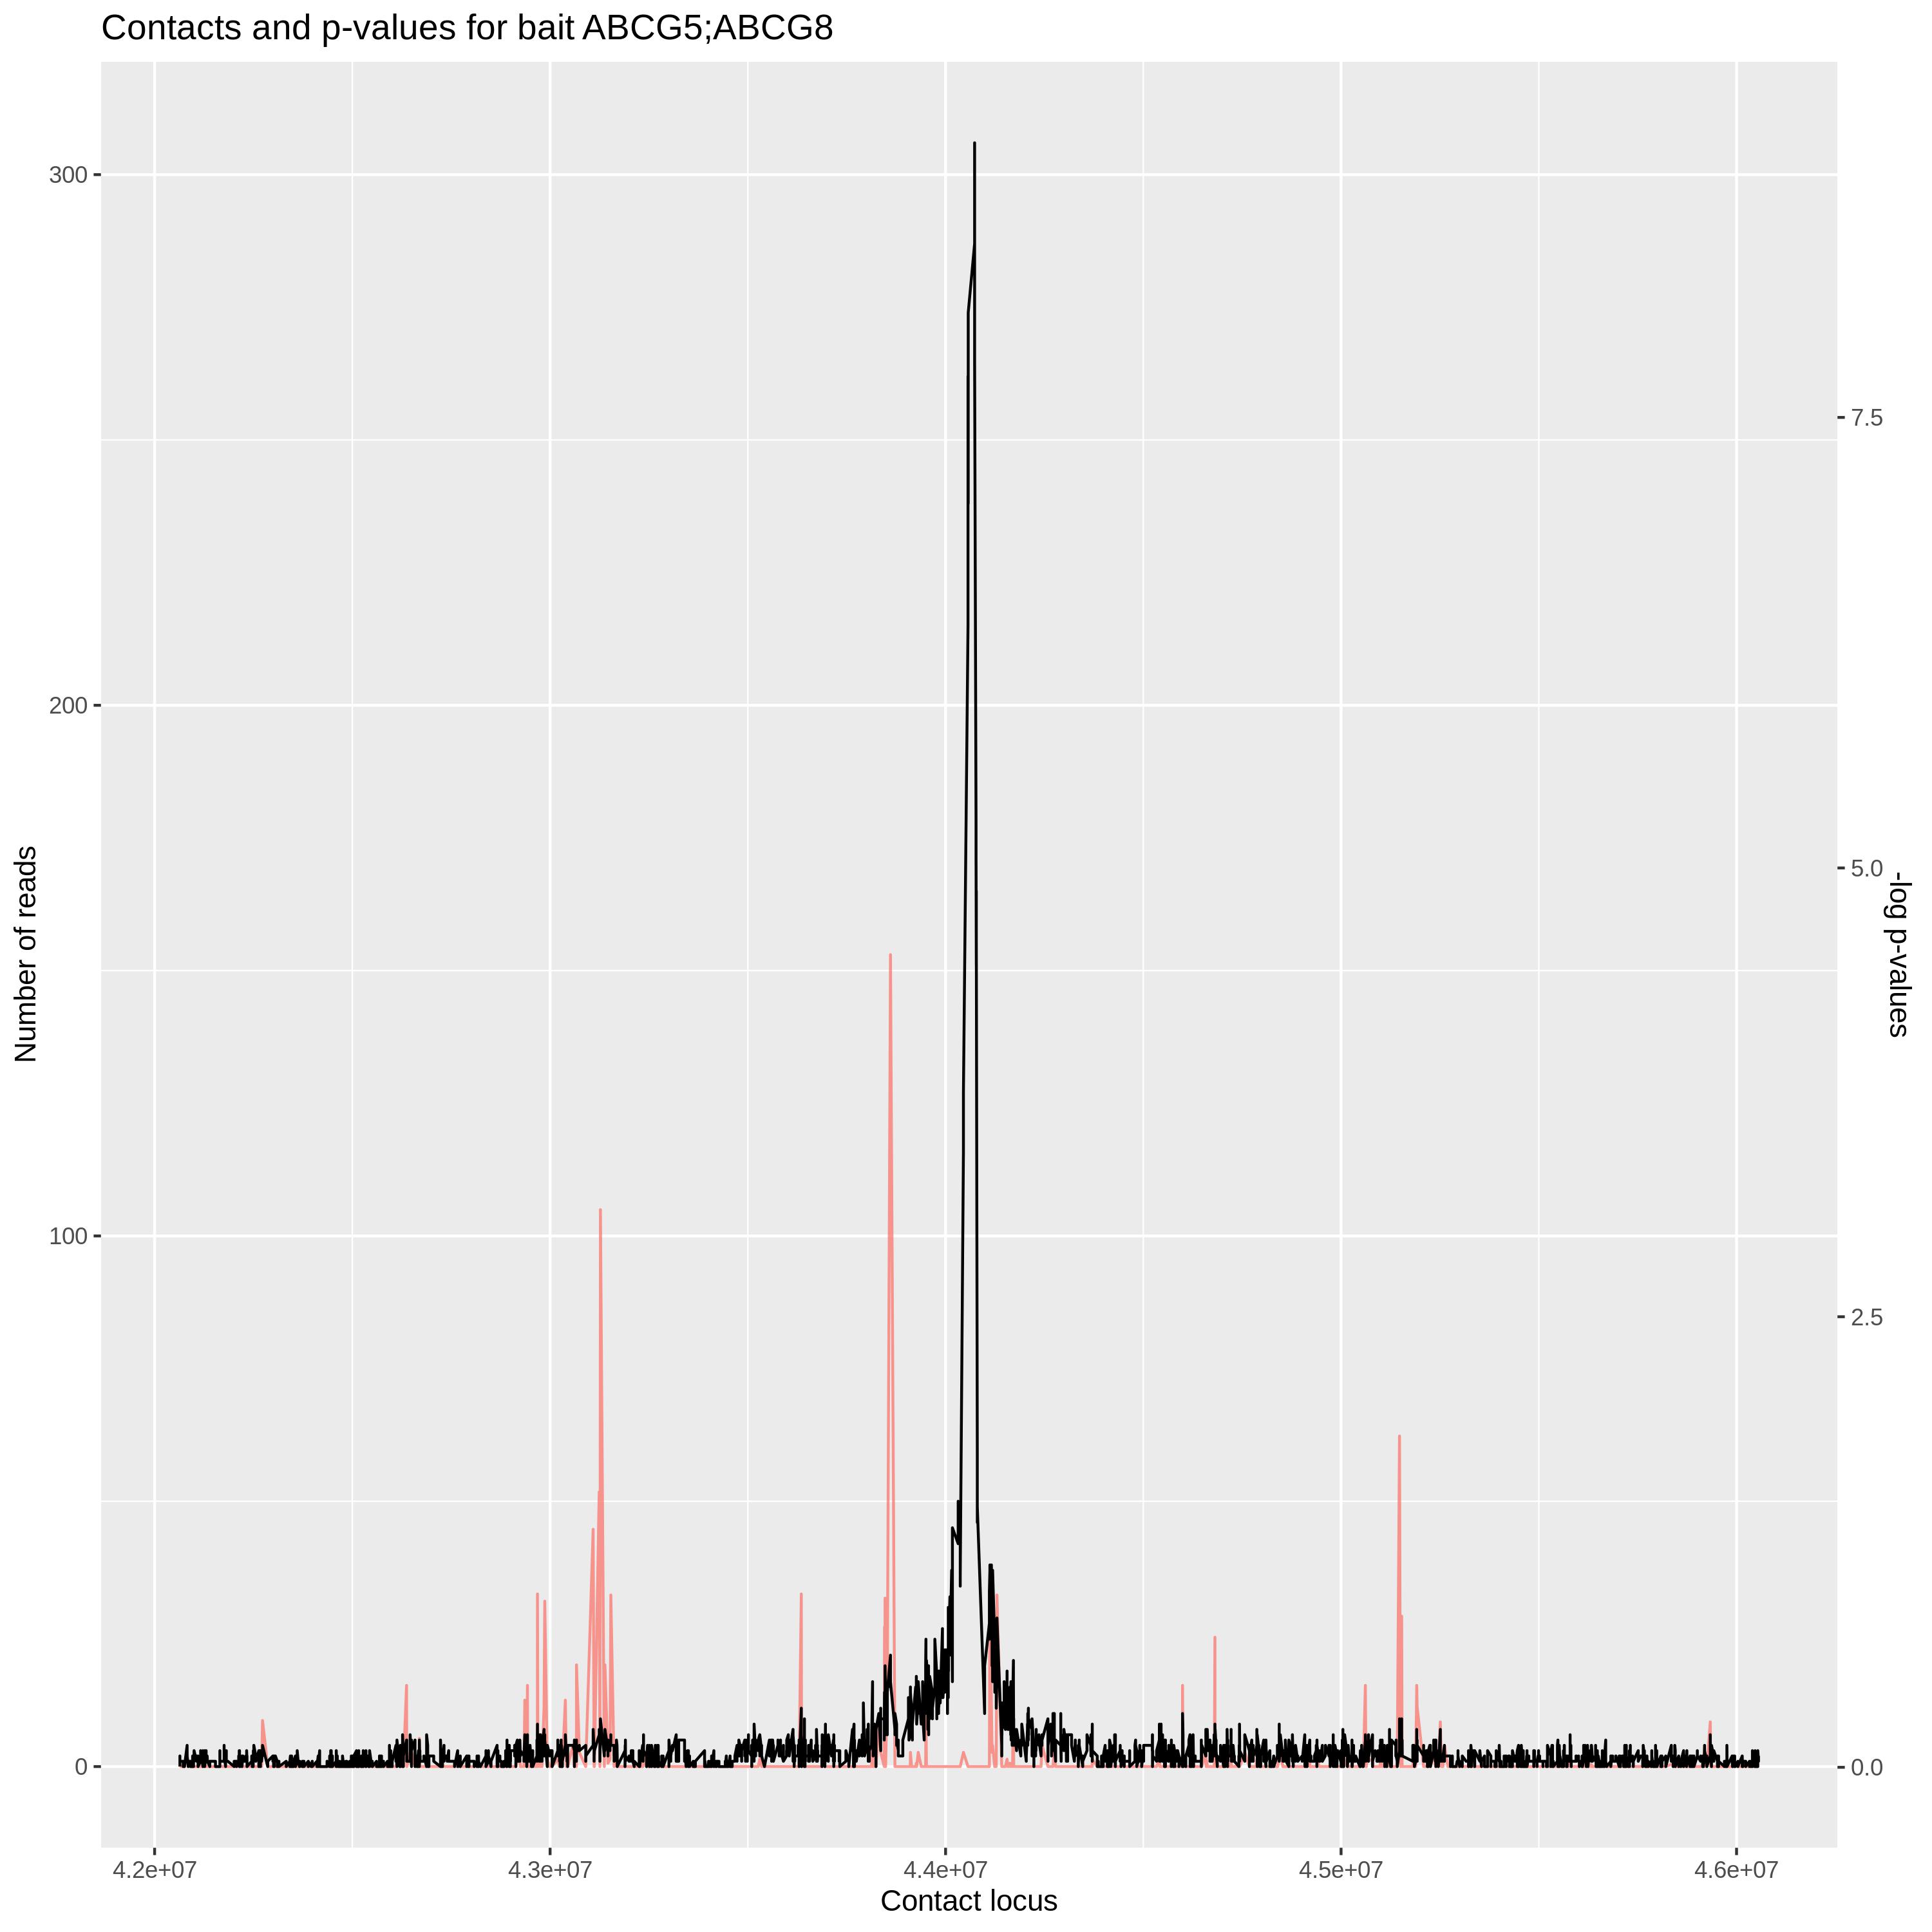 Contacts and p-values for bait ABCG5;ABCG8
300
200
100
0
Number of reads
7.5
5.0
2.5
0.0
-log p-values
4.2e+07
4.3e+07
4.4e+07
4.5e+07
4.6e+07
Contact locus